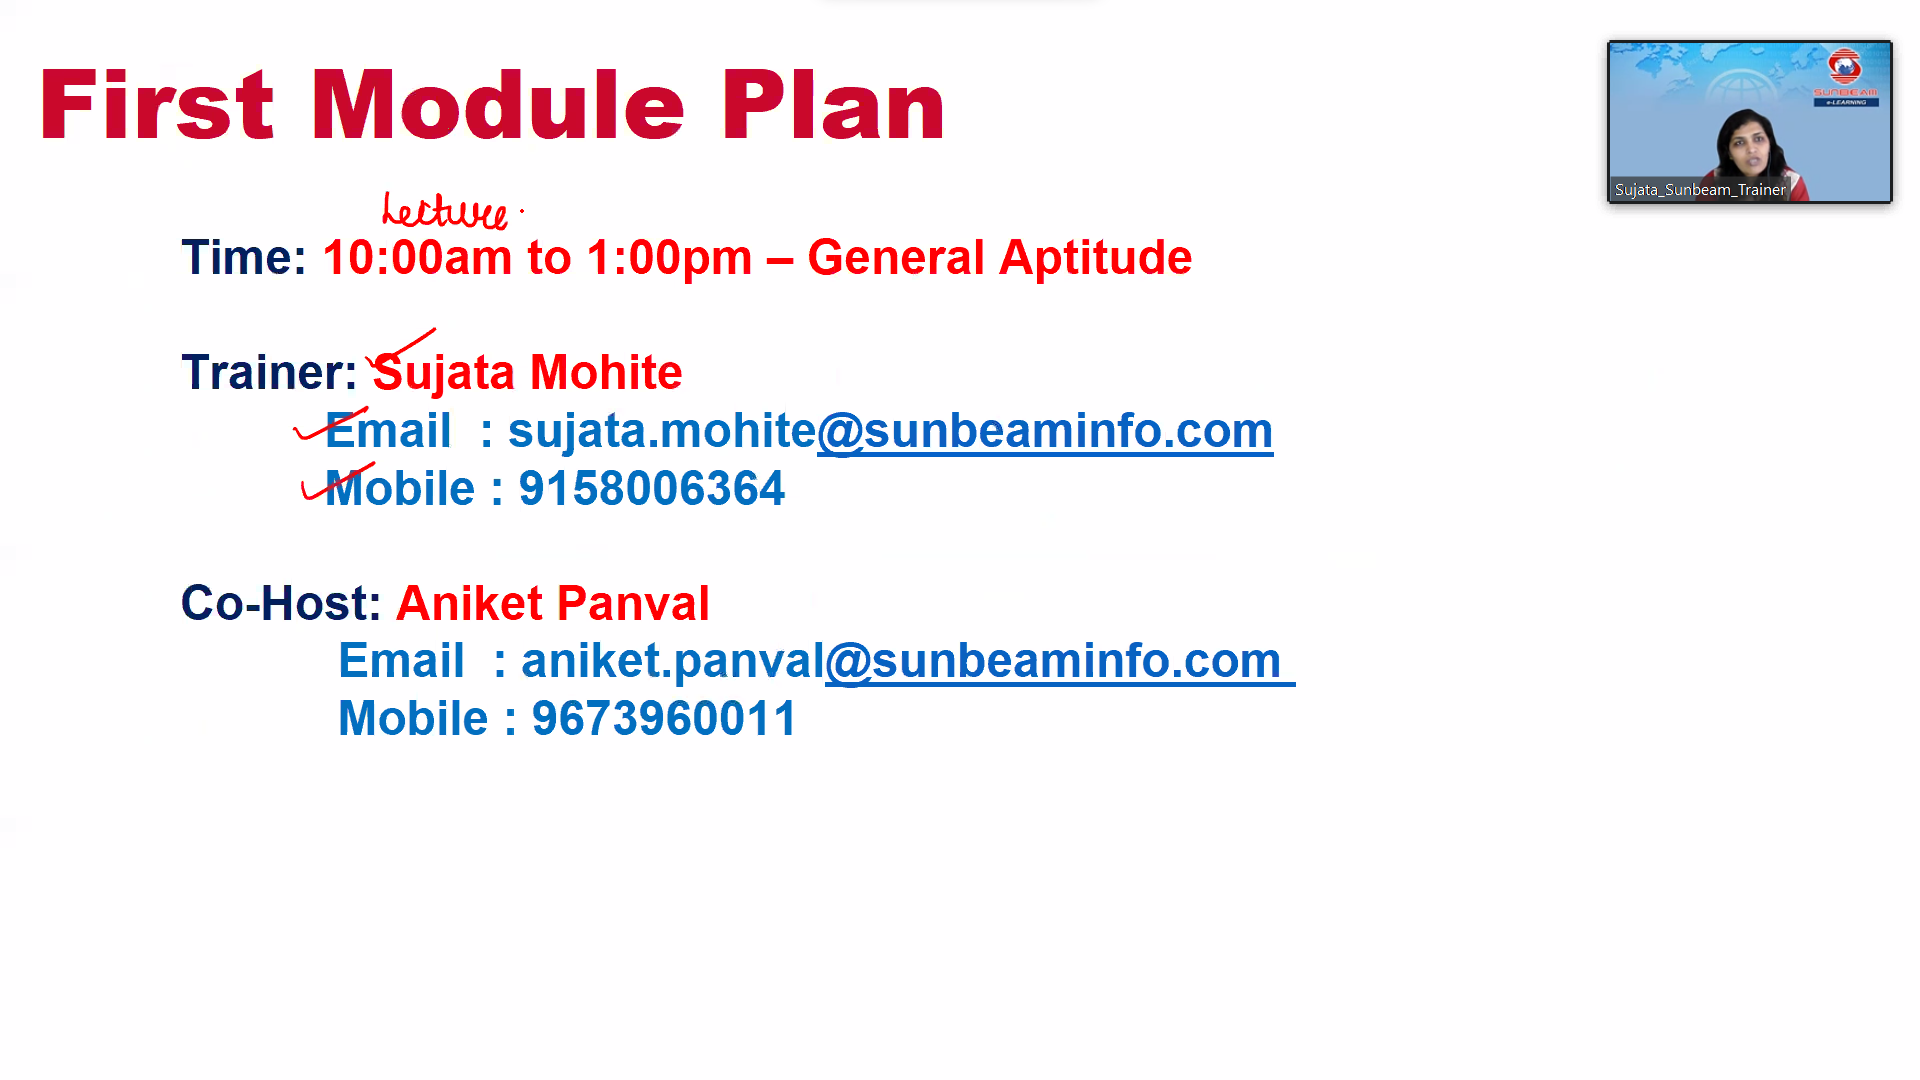 First Module Plan
Lecture
Time: 10:00am to 1:00pm – General Aptitude
Trainer: Sujata Mohite
Email : sujata.mohite@sunbeaminfo.com
Mobile : 9158006364
Co-Host: Aniket Panval
Email : aniket.panval@sunbeaminfo.com
Mobile : 9673960011
SUNBEAM
e-LEARNING
Sujata_Sunbeam_Trainer